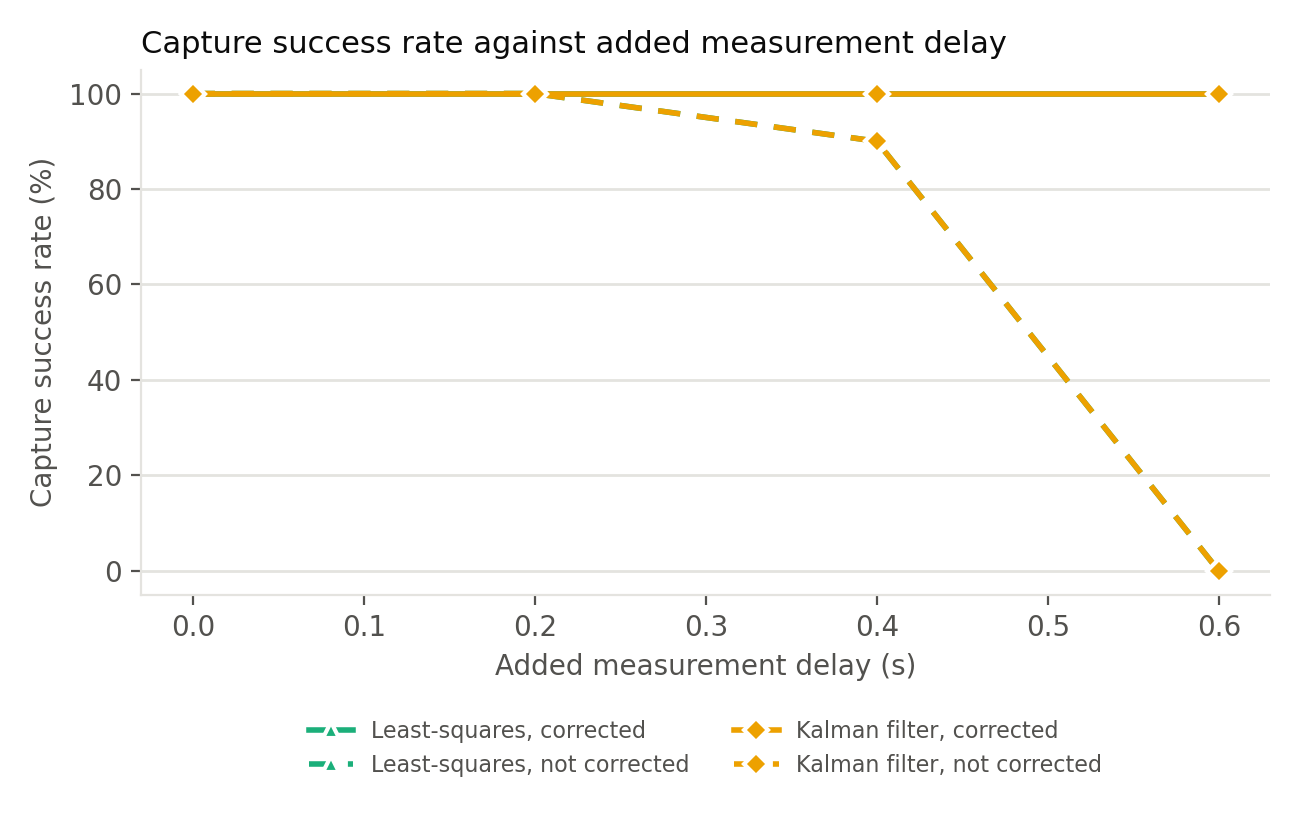 Capture success rate against added measurement delay
Capture success rate (%)
100
80
60
40
20
0
0.0 0.1 0.2 0.3 0.4 0.5 0.6
Added measurement delay (s)
Least-squares, corrected
Least-squares, not corrected
Kalman filter, corrected
Kalman filter, not corrected